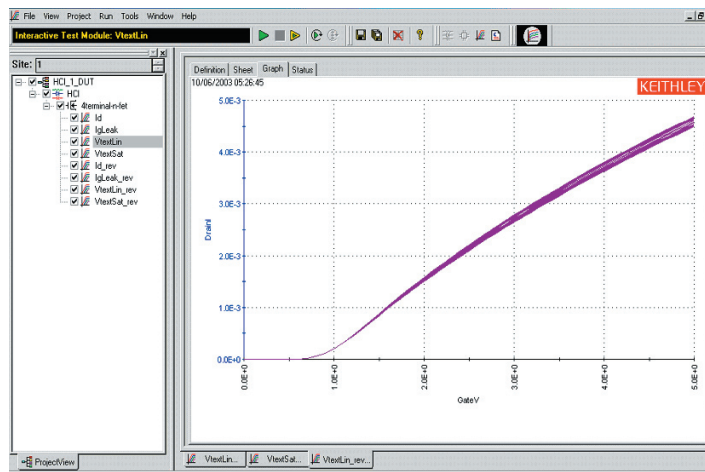 File View Project Run Tools Window Help
Interactive Test Module: VtextLin
Site: 1
HCI_1_DUT
HCI
4terminal-n-fet
Id
IgLeak
VtextLin
VtextSat
Id_rev
IgLeak_rev
VtextLin_rev
VtextSat_rev
ProjectView
Definition Sheet Graph Status
10/06/2003 05:26:45
KEITHLEY
5.0E-3
4.0E-3
3.0E-3
2.0E-3
1.0E-3
0.0E+0
DrainI
0.0E+0 1.0E+0 2.0E+0 3.0E+0 4.0E+0 5.0E+0
GateV
VtextLin... VtextSat... VtextLin_rev...